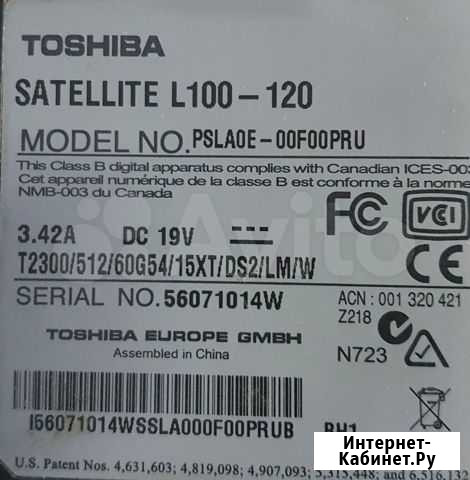 TOSHIBA
SATELLITE L100-120
MODEL NO. PSLA0E-00F00PRU
This Class B digital apparatus complies with Canadian ICES-003
Cet appareil numérique de la classe B est conforme à la norme
NMB-003 du Canada
FC
VCI
3.42A DC 19V
CE
T2300/512/60G54/15XT/DS2/LM/W
SERIAL NO. 56071014W
ACN : 001 320 421
Z218
N723
TOSHIBA EUROPE GMBH
Assembled in China
I56071014WSSLA000F00PRUB
BH1
U.S. Patent Nos. 4,631,603; 4,819,098; 4,907,093; 5,315,448; and 6,516,132
Avito
Интернет-
Кабинет.Ру